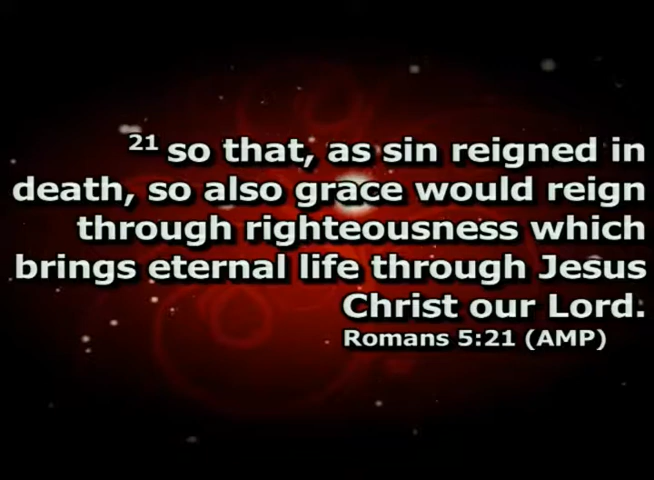 21 so that, as sin reigned in
death, so also grace would reign
through righteousness which
brings eternal life through Jesus
Christ our Lord.
Romans 5:21 (AMP)